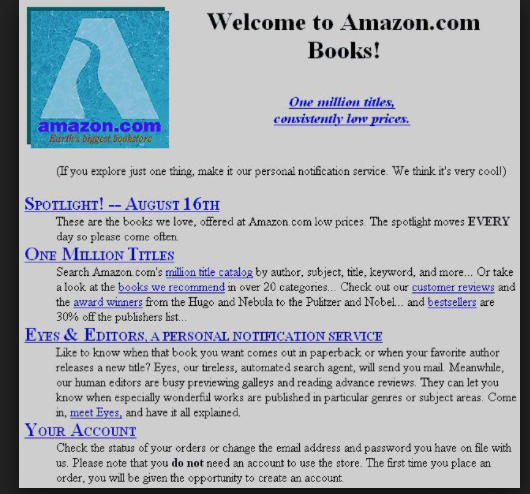 Welcome to Amazon.com
Books!
amazon.com
Earth's biggest bookstore
One million titles,
consistently low prices.
(If you explore just one thing, make it our personal notification service. We think it's very cool!)
SPOTLIGHT! -- AUGUST 16TH
These are the books we love, offered at Amazon.com low prices. The spotlight moves EVERY
day so please come often.
ONE MILLION TITLES
Search Amazon.com's million title catalog by author, subject, title, keyword, and more... Or take
a look at the books we recommend in over 20 categories... Check out our customer reviews and
the award winners from the Hugo and Nebula to the Pulitzer and Nobel... and bestsellers are
30% off the publishers list...
EYES & EDITORS, A PERSONAL NOTIFICATION SERVICE
Like to know when that book you want comes out in paperback or when your favorite author
releases a new title? Eyes, our tireless, automated search agent, will send you mail. Meanwhile,
our human editors are busy previewing galleys and reading advance reviews. They can let you
know when especially wonderful works are published in particular genres or subject areas. Come
in, meet Eyes, and have it all explained.
YOUR ACCOUNT
Check the status of your orders or change the email address and password you have on file with
us. Please note that you do not need an account to use the store. The first time you place an
order, you will be given the opportunity to create an account.